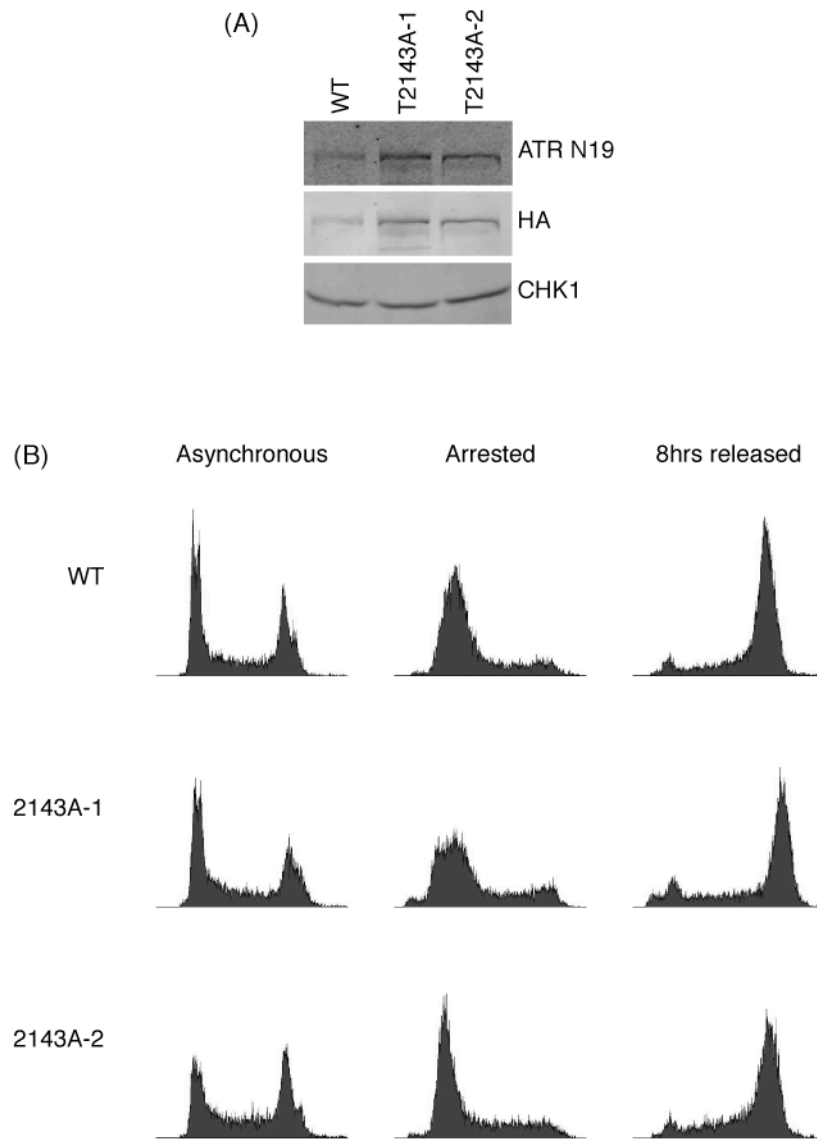 (A)
WT
T2143A-1
T2143A-2
ATR N19
HA
CHK1
(B)
Asynchronous
Arrested
8hrs released
WT
2143A-1
2143A-2